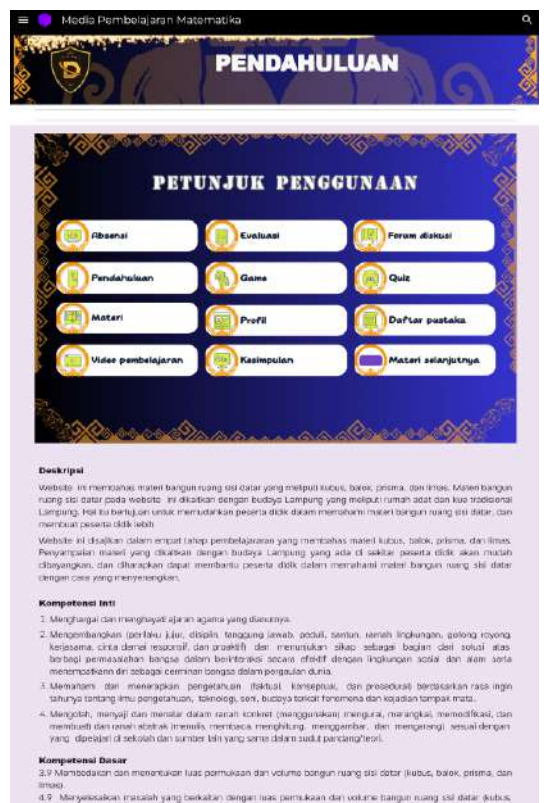 Media Pembelajaran Matematika
PENDAHULUAN
PETUNJUK PENGGUNAAN
Absensi
Evaluasi
Forum diskusi
Pendahuluan
Game
Quiz
Materi
Profil
Daftar pustaka
Video pembelajaran
Kesimpulan
Materi selanjutnya
Deskripsi
Website ini membahas materi bangun ruang sisi datar yang meliputi kubus, balok, prisma, dan limas. Materi bangun
ruang sisi datar pada website ini dikaitkan dengan budaya Lampung yang meliputi rumah adat dan kue tradisional
Lampung. Hal itu bertujuan untuk memudahkan peserta didik dalam memahami materi bangun ruang sisi datar, dan
membuat peserta didik lebih
Website ini disajikan dalam empat tahap pembelajararan yang membahas materi kubus, balok, prisma, dan limas.
Penyampaian materi yang dikaitkan dengan budaya Lampung yang ada di sekitar peserta didik akan mudah
dibayangkan, dan diharapkan dapat membantu peserta didik dalam memahami materi bangun ruang sisi datar
dengan cara yang menyenangkan.
Kompetensi Inti
1. Menghargai dan menghayati ajaran agama yang dianutnya.
2. Mengembangkan (perilaku jujur, disiplin, tanggung jawab, peduli, santun, ramah lingkungan, gotong royong,
kerjasama, cinta damai responsif, dan proaktif) dan menunjukan sikap sebagai bagian dari solusi atas
berbagi permasalahan bangsa dalam berinteraksi secara efektif dengan lingkungan sosial dan alam serta
menempatkann diri sebagai cerminan bangsa dalam pergaulan dunia.
3. Memahami dan menerapkan pengetahuan (faktual, konseptual, dan prosedural) berdasarkan rasa ingin
tahunya tentang ilmu pengetahuan, teknologi, seni, budaya terkait fenomena dan kejadian tampak mata.
4. Mengolah, menyaji dan menalar dalam ranah konkret (menggunakan, mengurai, merangkai, memodifikasi, dan
membuat) dan ranah abstrak (menulis, membaca, menghitung, menggambar, dan mengarang) sesuai dengan
yang dipelajari di sekolah dan sumber lain yang sama dalam sudut pandang/teori.
Kompetensi Dasar
3.9 Membedakan dan menentukan luas permukaan dan volume bangun ruang sisi datar (kubus, balok, prisma, dan
limas).
4.9 Menyelesaikan masalah yang berkaitan dengan luas permukaan dan volume bangun ruang sisi datar (kubus,